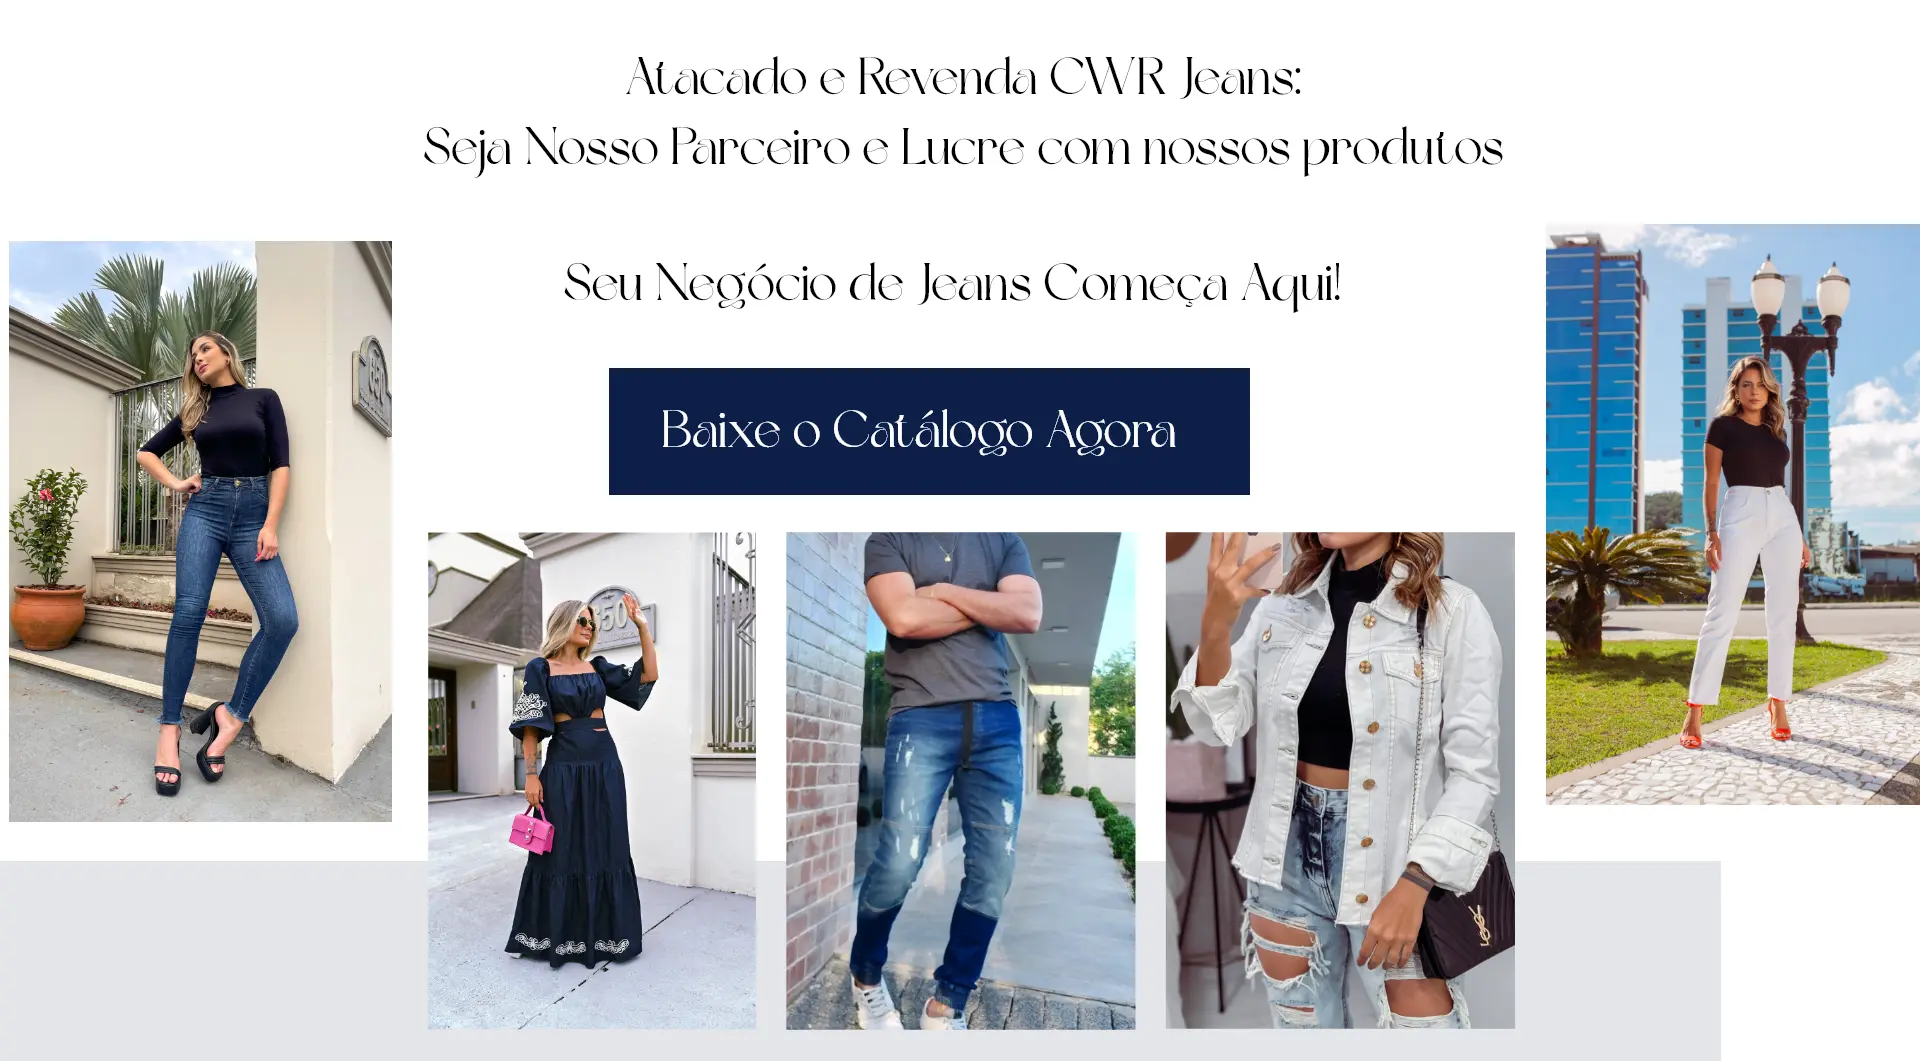 Atacado e Revenda CWR Jeans:
Seja Nosso Parceiro e Lucre com nossos produtos
Seu Negócio de Jeans Começa Aqui!
Baixe o Catálogo Agora
850